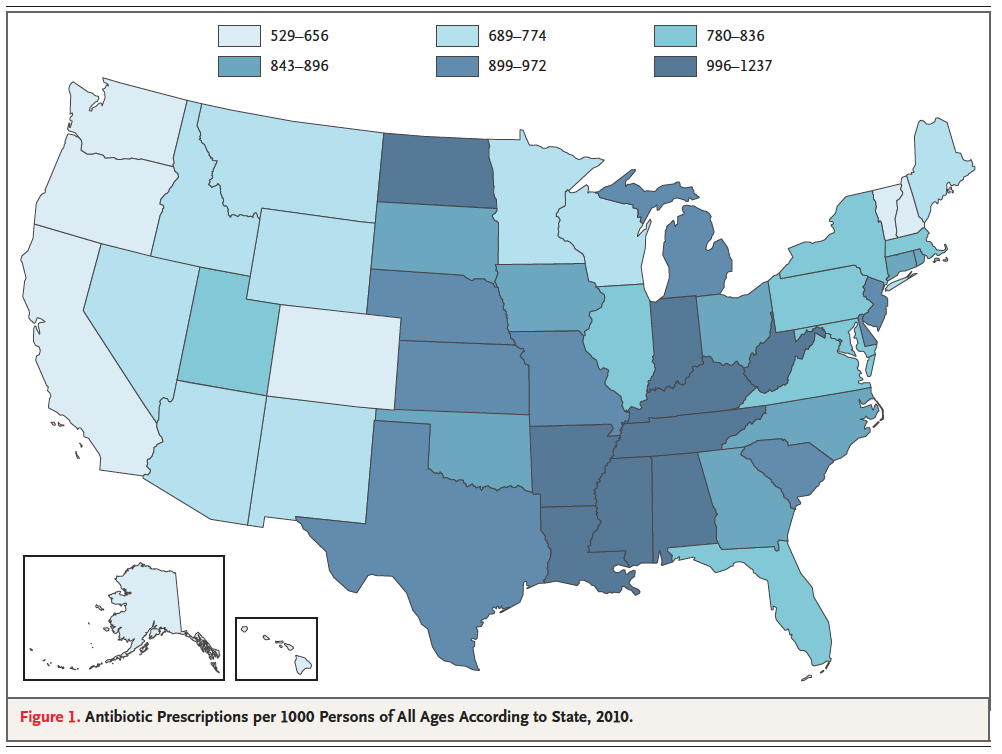 529–656 689–774 780–836
843–896 899–972 996–1237
Figure 1. Antibiotic Prescriptions per 1000 Persons of All Ages According to State, 2010.